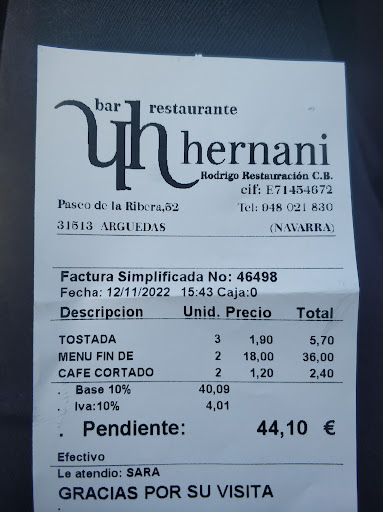 bar restaurante
hernani
Rodrigo Restauración C.B.
cif: E71454672
Paseo de la Ribera,52 Tel: 948 021 830
31513 ARGUEDAS (NAVARRA)
Factura Simplificada No: 46498
Fecha: 12/11/2022 15:43 Caja:0
Descripcion Unid. Precio Total
TOSTADA 3 1,90 5,70
MENU FIN DE 2 18,00 36,00
CAFE CORTADO 2 1,20 2,40
. Base 10% 40,09
. Iva:10% 4,01
. Pendiente: 44,10 €
Efectivo
Le atendio: SARA
GRACIAS POR SU VISITA